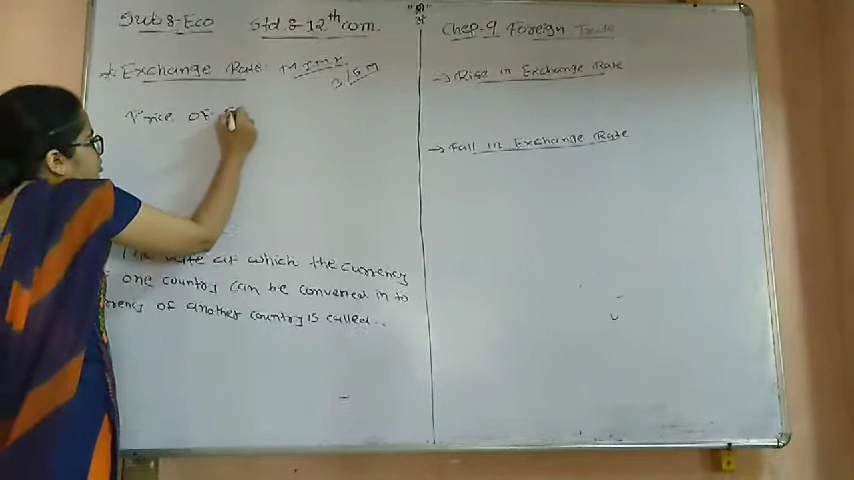 Sub:- Eco Std :- 12th com.
Chep-9 Foreign Trade
* Exchange Rate:
3/5M
→ Rise in Exchange Rate
Price of
→ Fall in Exchange Rate
The Rate at which the currency
one country can be converted in to
of another country is called..